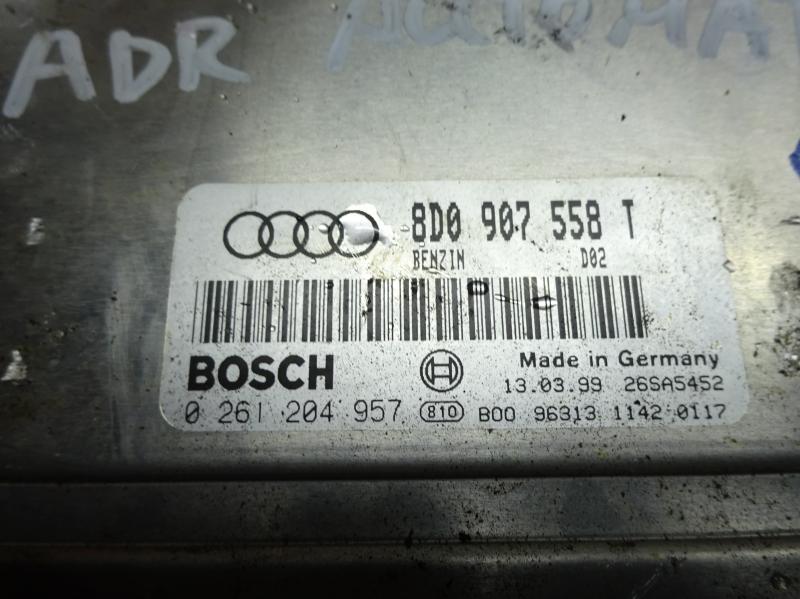 ADR AUTOMAT
8D0 907 558 T
BENZIN D02
BOSCH
Made in Germany
13.03.99 26SA5452
0 261 204 957 810 B00 96313 1142 0117